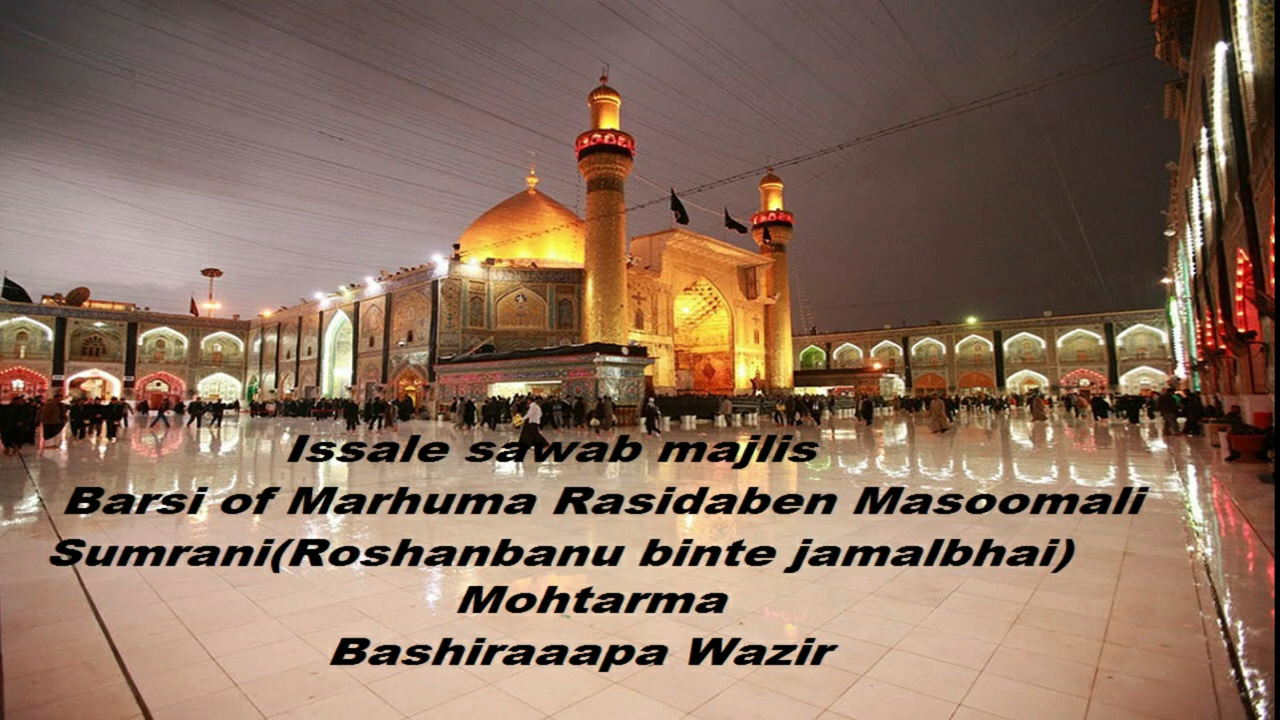 Issale sawab majlis
Barsi of Marhuma Rasidaben Masoomali
Sumrani(Roshanbanu binte jamalbhai)
Mohtarma
Bashiraaapa Wazir